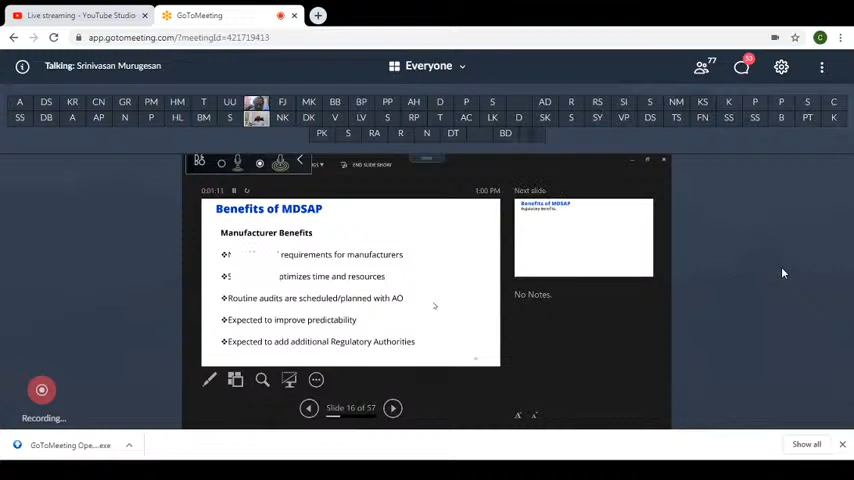 Live streaming - YouTube Studio
GoToMeeting
app.gotomeeting.com/?meetingId=421719413
C
Talking: Srinivasan Murugesan
Everyone
77
53
A DS KR CN GR PM HM T UU FJ MK BB BP PP AH D P S AD R RS SI S NM KS K P P S C
SS DB A AP N P HL BM S NK DK V LV S RP T AC LK D SK S SY VP DS TS FN SS SS B PT K
PK S RA R N DT BD
END SLIDE SHOW
0:01:11
1:00 PM
Next slide
Benefits of MDSAP
Manufacturer Benefits
requirements for manufacturers
ptimizes time and resources
Routine audits are scheduled/planned with AO
Expected to improve predictability
Expected to add additional Regulatory Authorities
Benefits of MDSAP
Regulatory Benefits
No Notes.
Slide 16 of 57
A A
Recording...
GoToMeeting Ope....exe
Show all